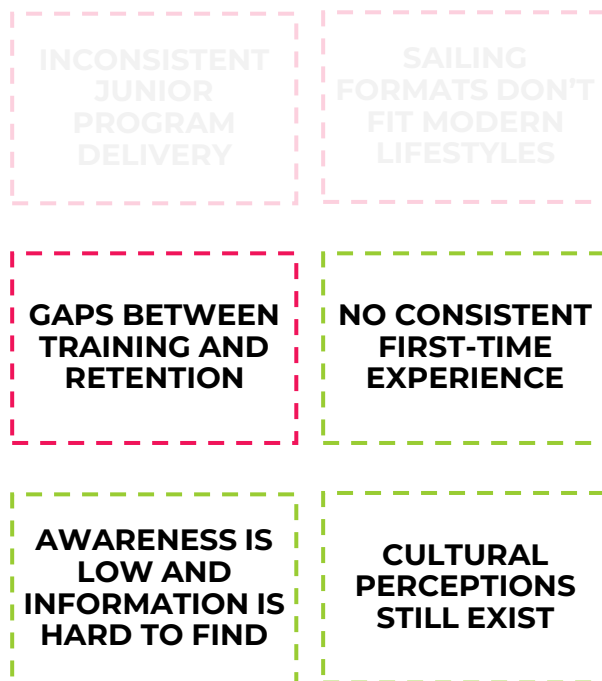 INCONSISTENT
JUNIOR
PROGRAM
DELIVERY
SAILING
FORMATS DON'T
FIT MODERN
LIFESTYLES
GAPS BETWEEN
TRAINING AND
RETENTION
NO CONSISTENT
FIRST-TIME
EXPERIENCE
AWARENESS IS
LOW AND
INFORMATION IS
HARD TO FIND
CULTURAL
PERCEPTIONS
STILL EXIST